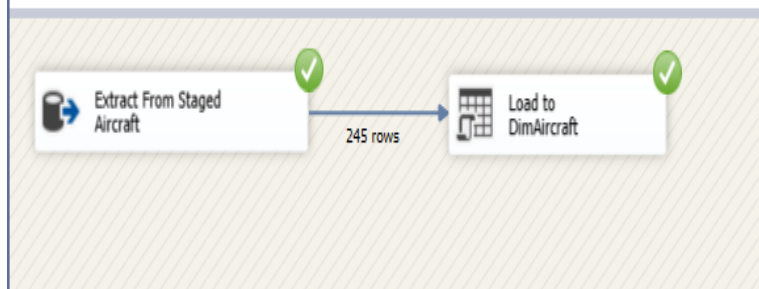 Extract From Staged
Aircraft
245 rows
Load to
DimAircraft